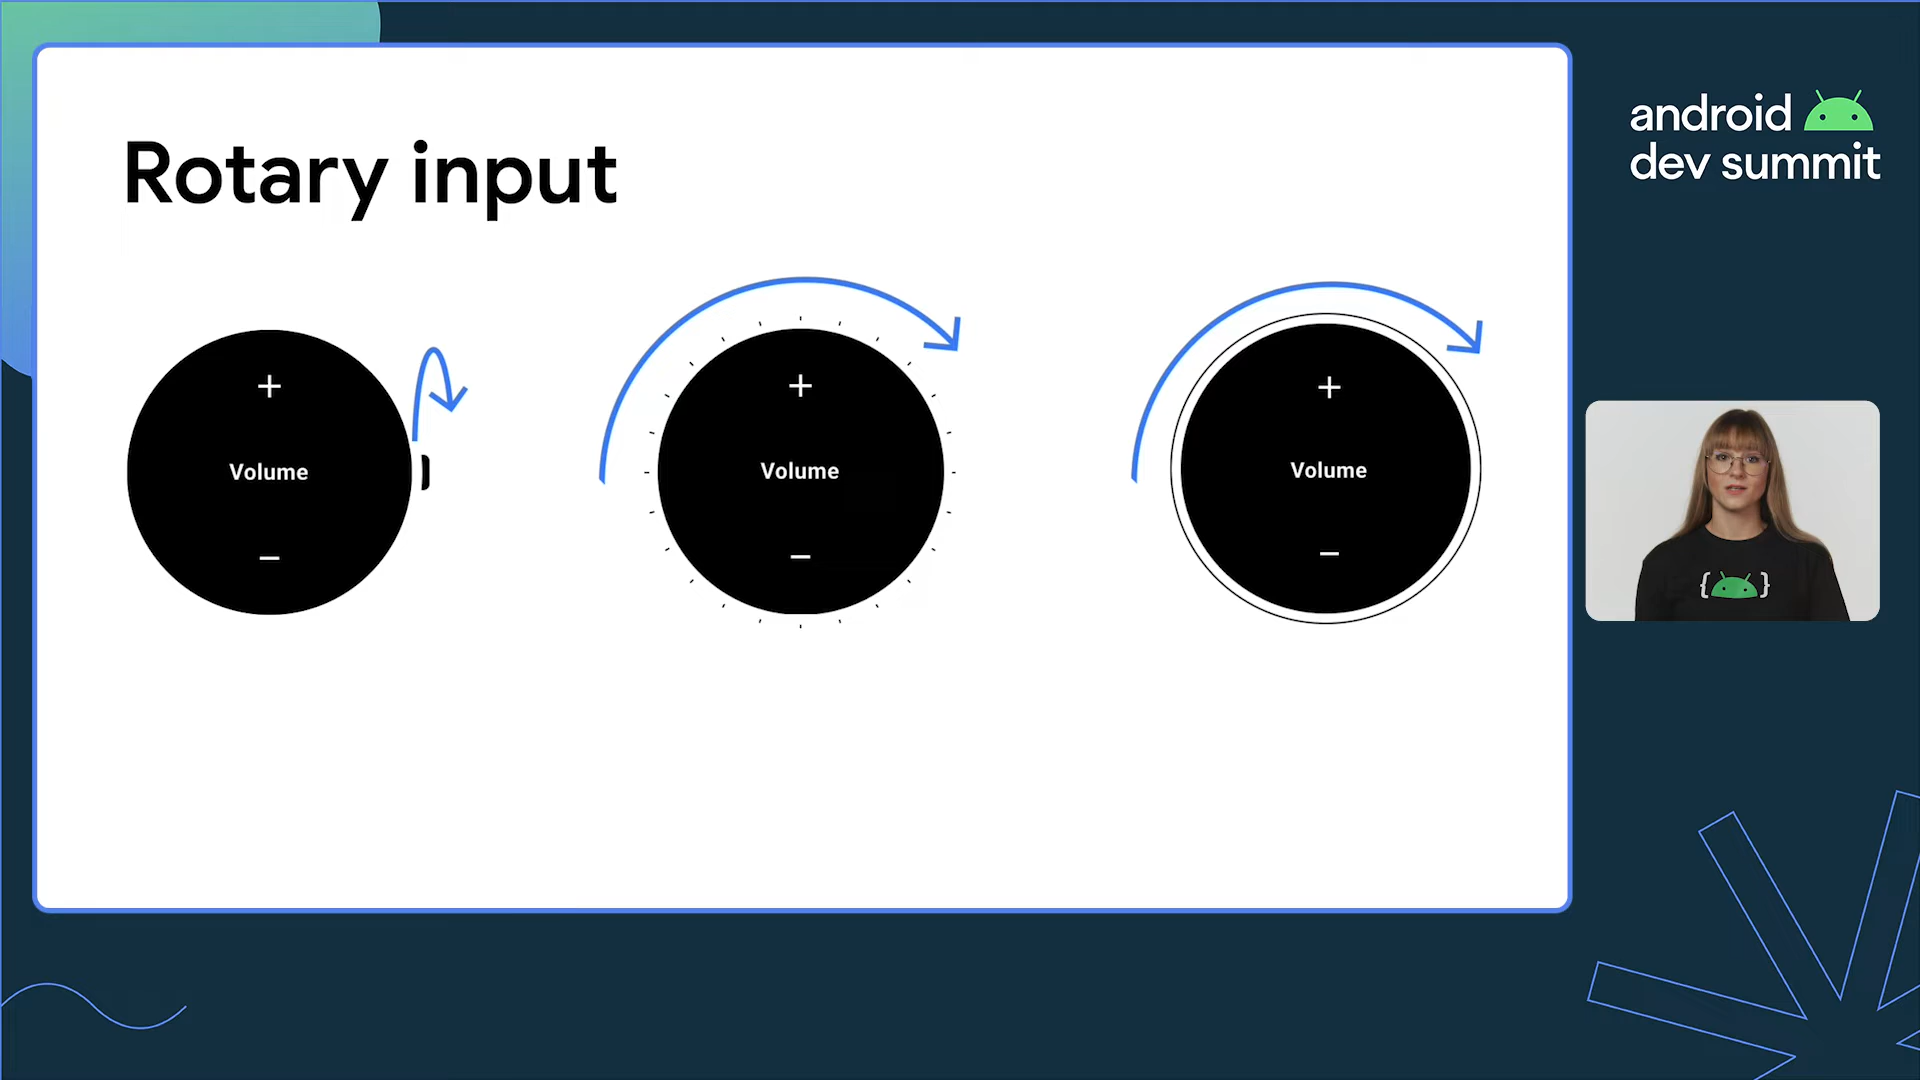 Rotary input
+
Volume
−
+
Volume
−
+
Volume
−
android
dev summit
{ }